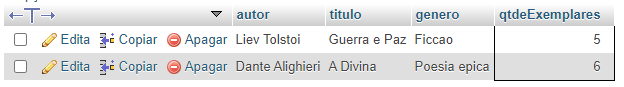 autor titulo genero qtdeExemplares
Edita Copiar Apagar Liev Tolstoi Guerra e Paz Ficcao 5
Edita Copiar Apagar Dante Alighieri A Divina Poesia epica 6